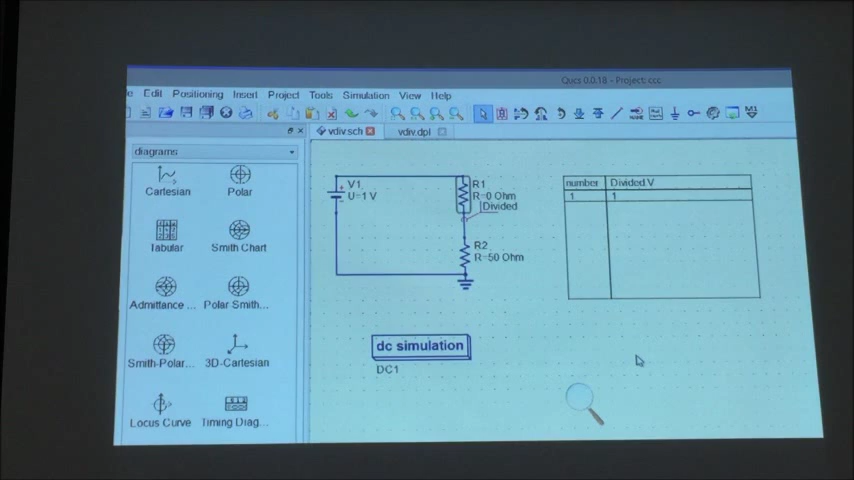 Qucs 0.0.18 - Project: ccc
e Edit Positioning Insert Project Tools Simulation View Help
vdiv.sch vdiv.dpl
diagrams
Cartesian Polar
Tabular Smith Chart
Admittance ... Polar Smith...
Smith-Polar... 3D-Cartesian
Locus Curve Timing Diag...
V1
U=1 V
R1
R=0 Ohm
Divided
R2
R=50 Ohm
number Divided.V
1 1
dc simulation
DC1